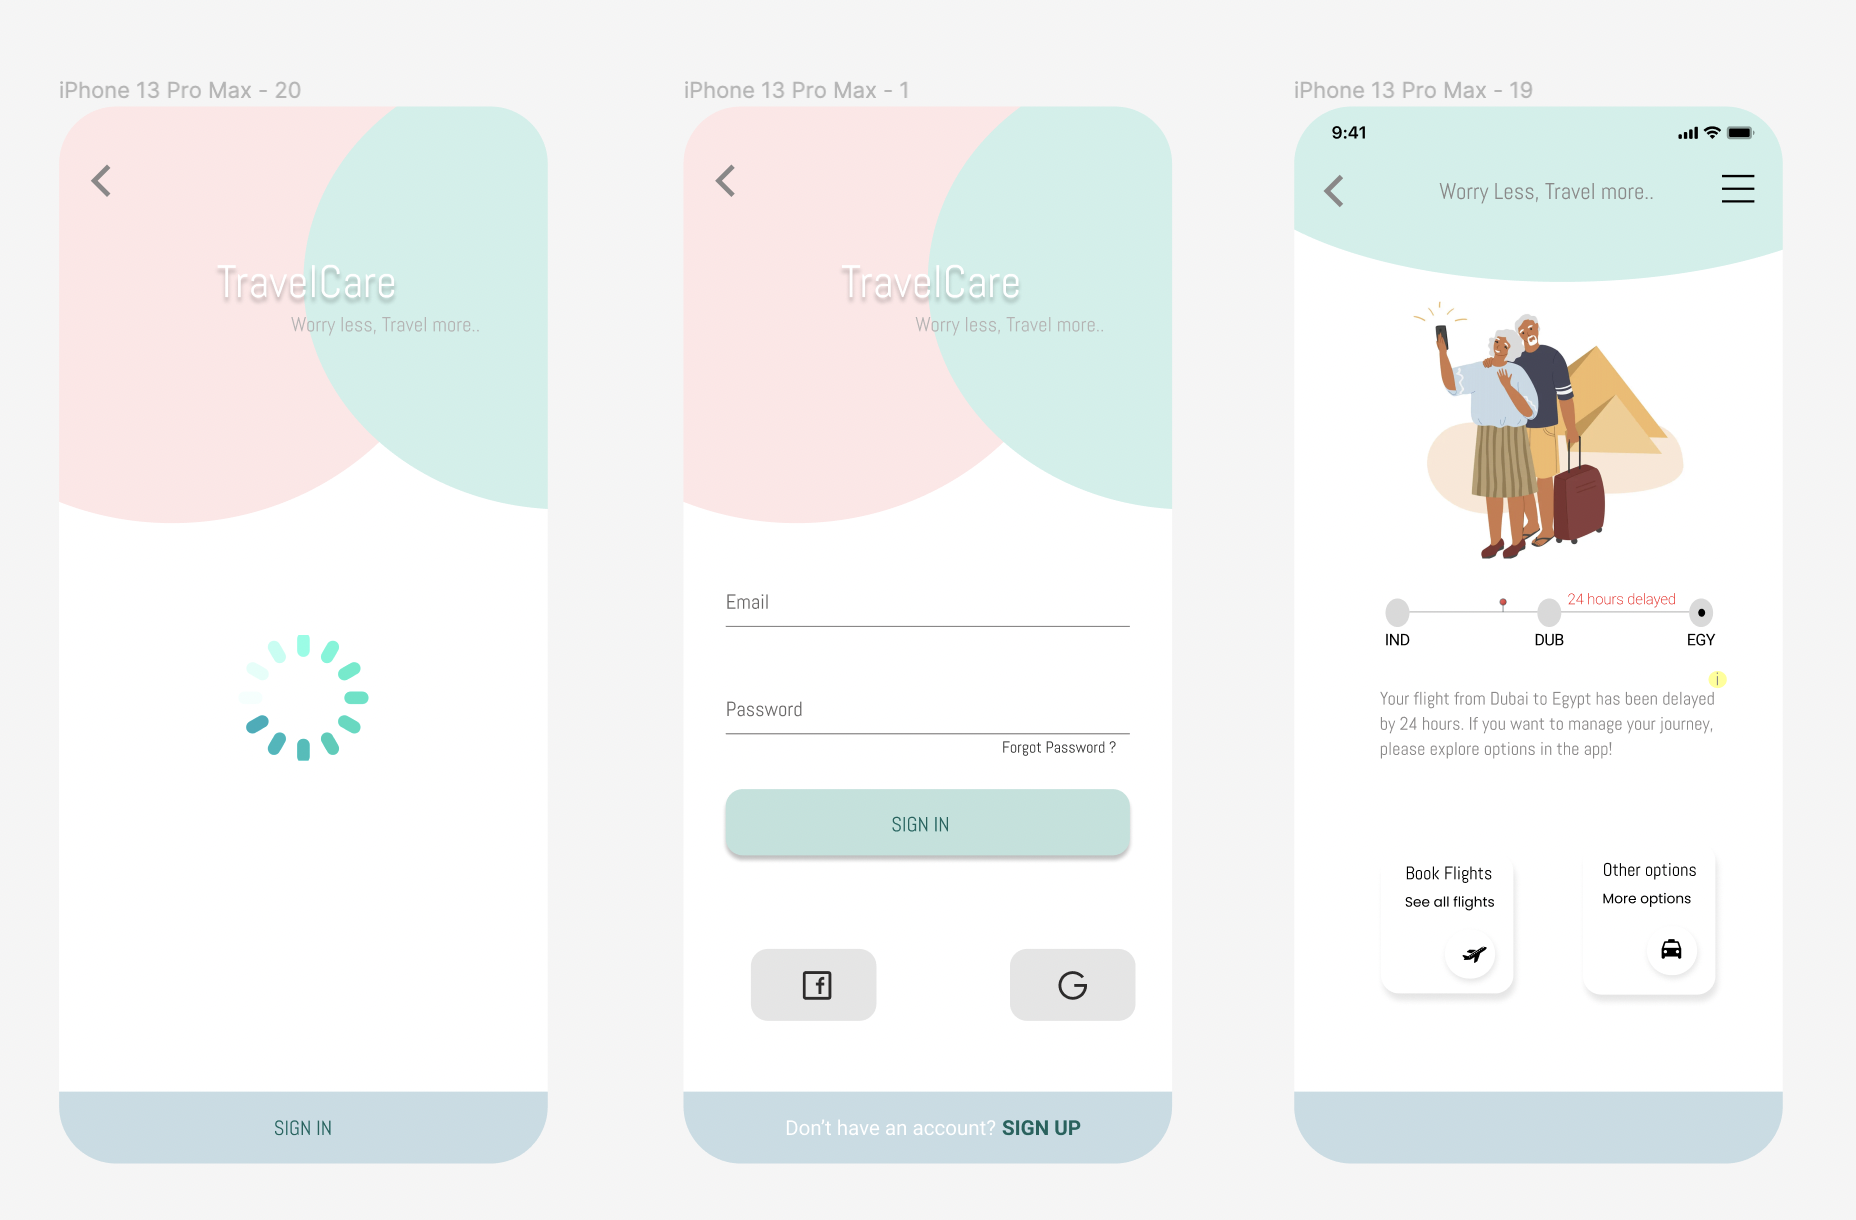 iPhone 13 Pro Max - 20
TravelCare
Worry less, Travel more..
SIGN IN
iPhone 13 Pro Max - 1
TravelCare
Worry less, Travel more..
Email
Password
Forgot Password ?
SIGN IN
f
G
Don't have an account? SIGN UP
iPhone 13 Pro Max - 19
9:41
Worry Less, Travel more..
24 hours delayed
IND DUB EGY
i
Your flight from Dubai to Egypt has been delayed
by 24 hours. If you want to manage your journey,
please explore options in the app!
Book Flights
See all flights
Other options
More options